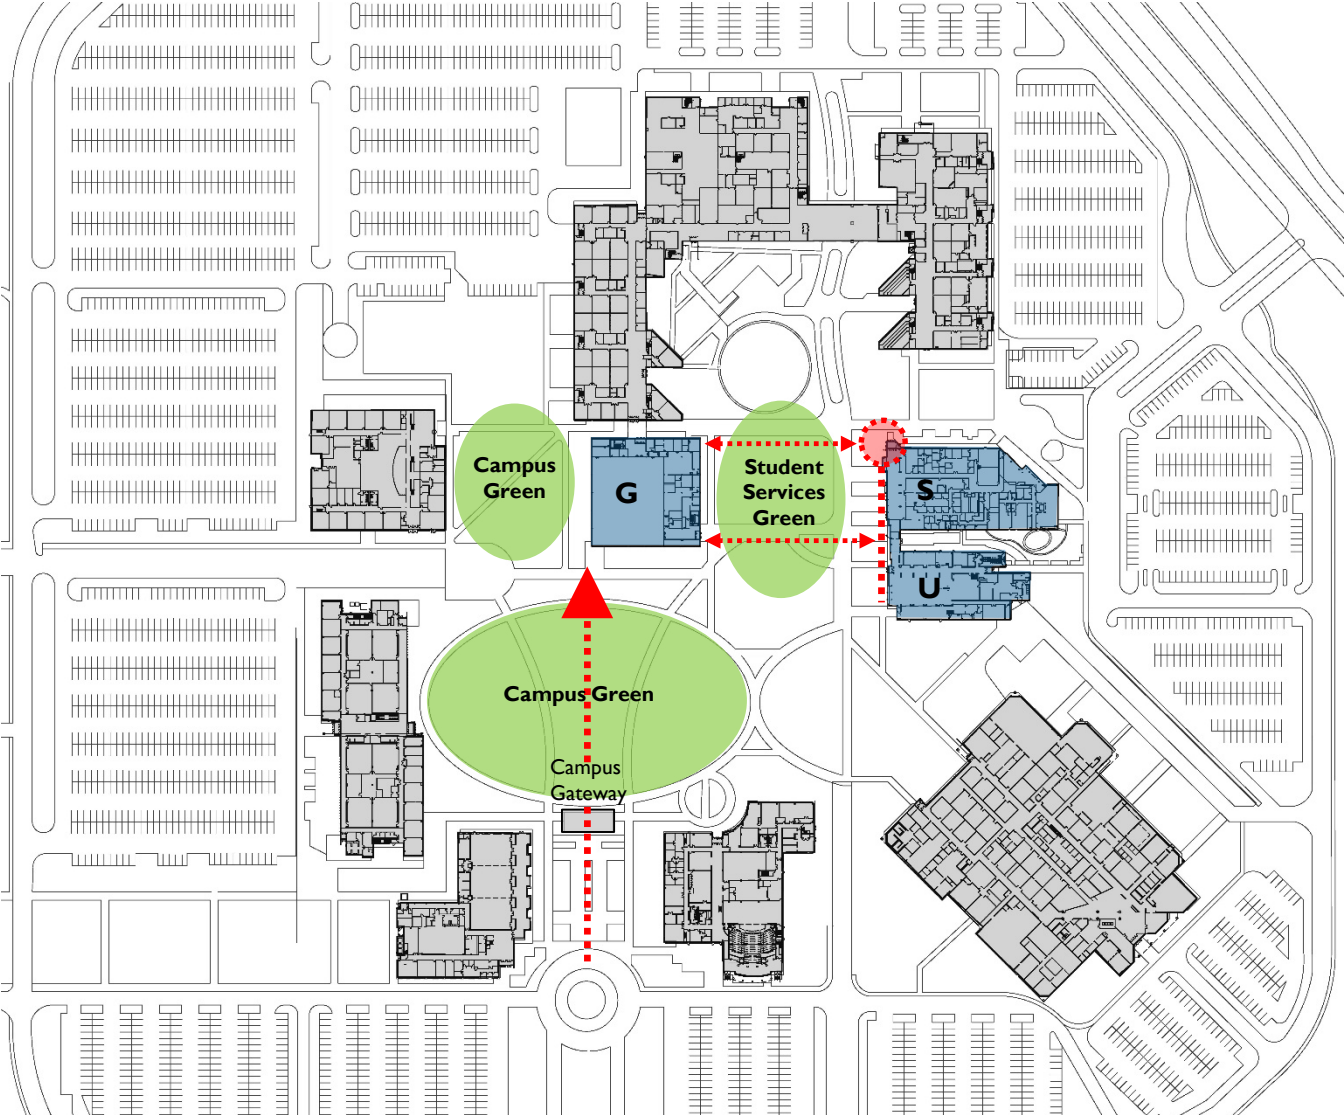 Campus
Green
G
Student
Services
Green
S
U
Campus Green
Campus
Gateway